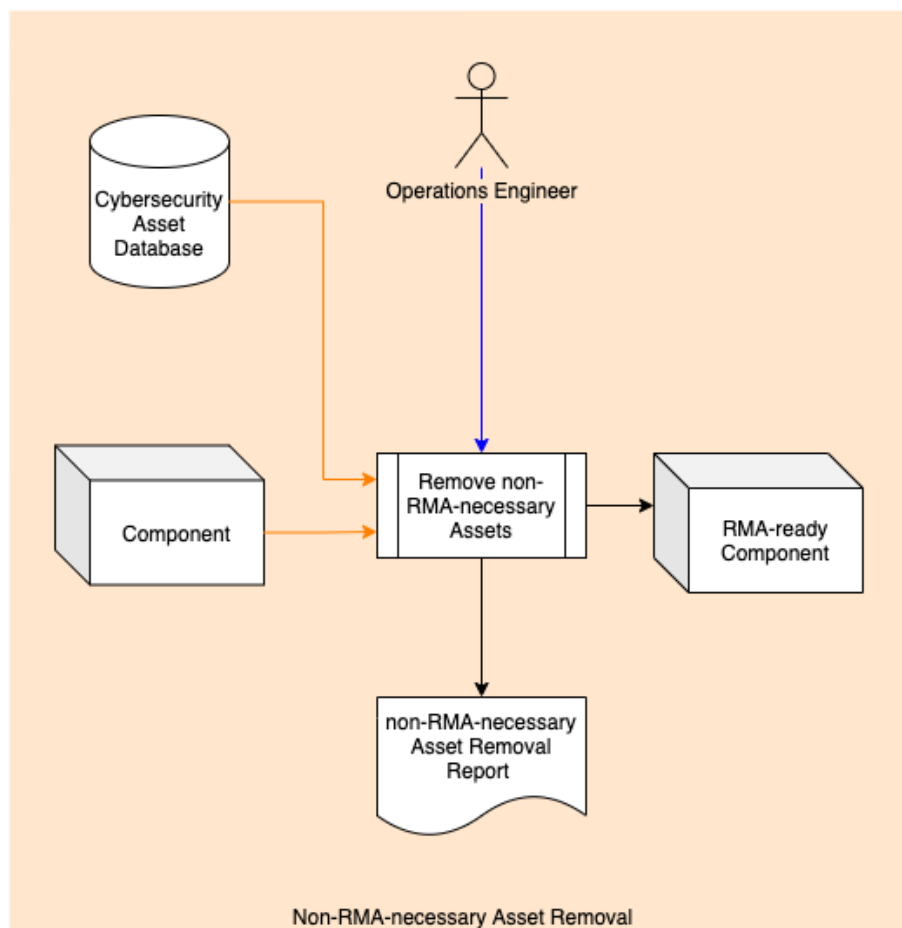 Operations Engineer
Cybersecurity
Asset
Database
Component
Remove non-
RMA-necessary
Assets
RMA-ready
Component
non-RMA-necessary
Asset Removal
Report
Non-RMA-necessary Asset Removal